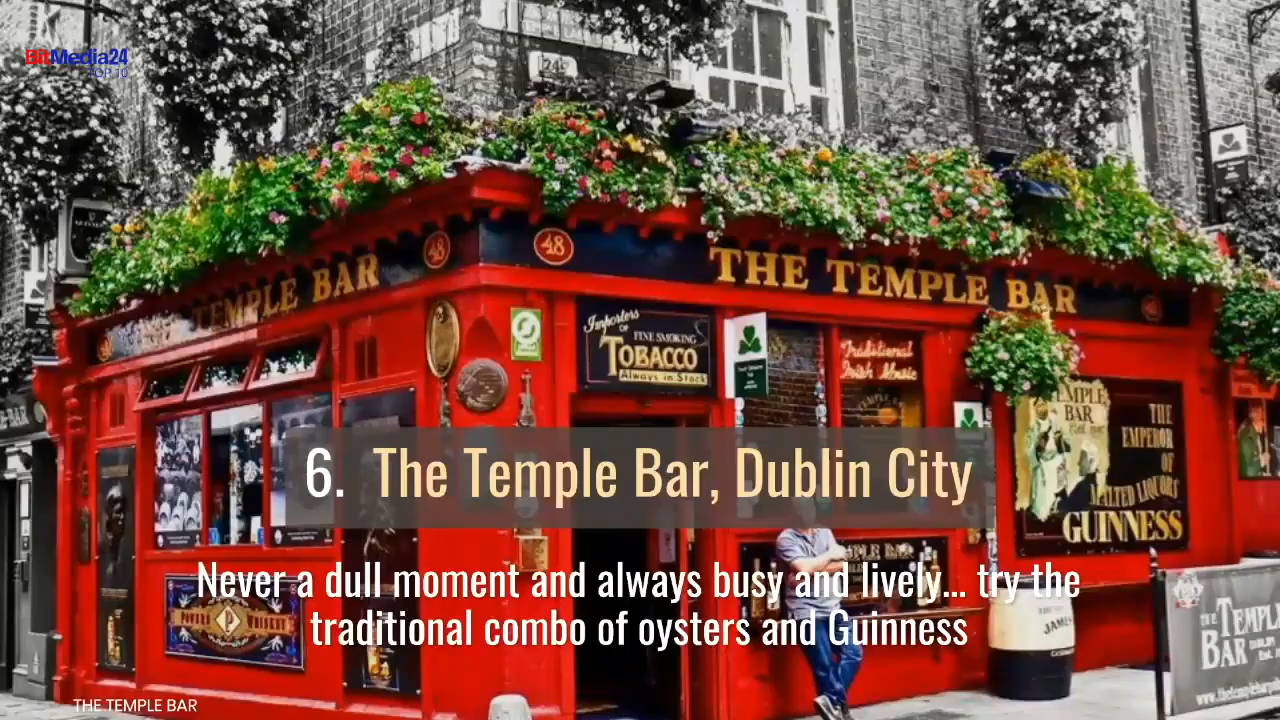 BitMedia24
TOP 10
48
48
TEMPLE BAR
THE TEMPLE BAR
Importers
OF
FINE SMOKING
TOBACCO
Always in Stock
Traditional
Irish Music
TEMPLE
BAR
THE
EMPEROR
OF
MALTED LIQUORS
GUINNESS
6. The Temple Bar, Dublin City
Never a dull moment and always busy and lively... try the
traditional combo of oysters and Guinness
POWERS P WHISKEY
THE TEMPLE
BAR
THE TEMPLE BAR